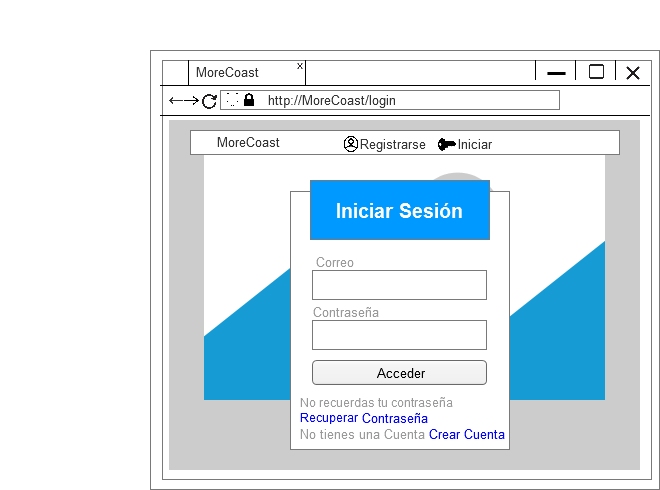 MoreCoast x
http://MoreCoast/login
MoreCoast Registrarse Iniciar
Iniciar Sesión
Correo
Contraseña
Acceder
No recuerdas tu contraseña
Recuperar Contraseña
No tienes una Cuenta Crear Cuenta